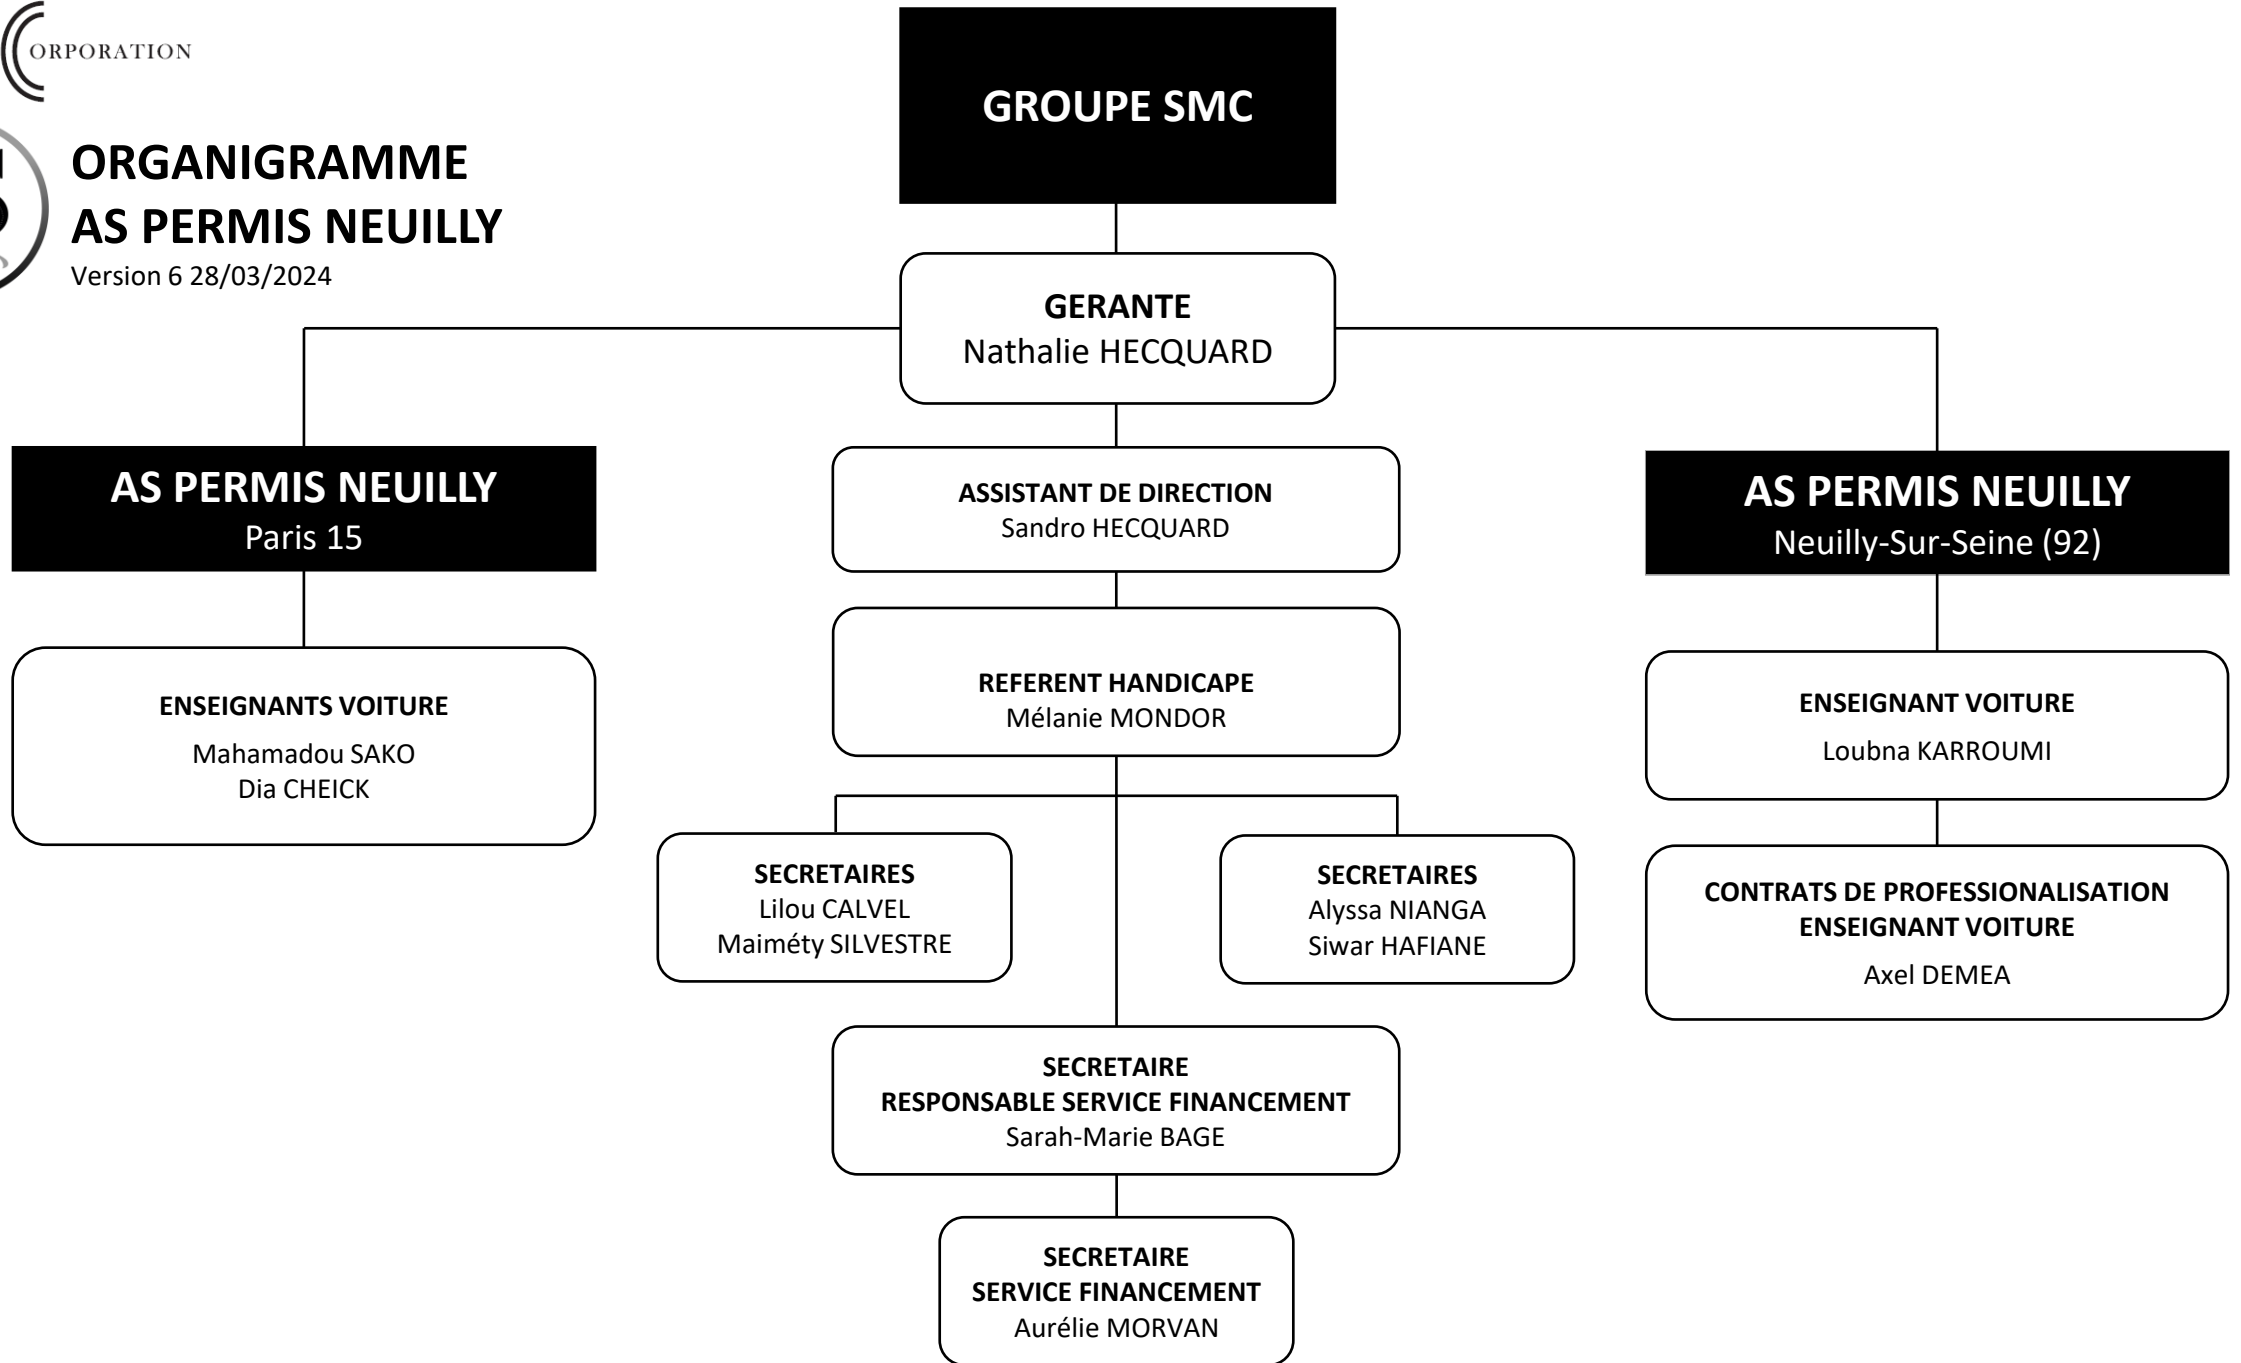 ORPORATION
ORGANIGRAMME
AS PERMIS NEUILLY
Version 6 28/03/2024
GROUPE SMC
GERANTE
Nathalie HECQUARD
AS PERMIS NEUILLY
Paris 15
ENSEIGNANTS VOITURE
Mahamadou SAKO
Dia CHEICK
ASSISTANT DE DIRECTION
Sandro HECQUARD
REFERENT HANDICAPE
Mélanie MONDOR
SECRETAIRES
Lilou CALVEL
Maiméty SILVESTRE
SECRETAIRES
Alyssa NIANGA
Siwar HAFIANE
SECRETAIRE
RESPONSABLE SERVICE FINANCEMENT
Sarah-Marie BAGE
SECRETAIRE
SERVICE FINANCEMENT
Aurélie MORVAN
AS PERMIS NEUILLY
Neuilly-Sur-Seine (92)
ENSEIGNANT VOITURE
Loubna KARROUMI
CONTRATS DE PROFESSIONALISATION
ENSEIGNANT VOITURE
Axel DEMEA